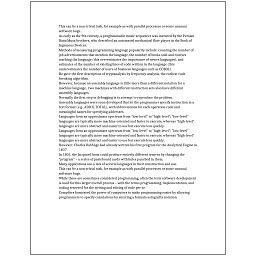 This can be a non-trivial task, for example as with parallel processes or some unusual
software bugs.
As early as the 9th century, a programmable music sequencer was invented by the Persian
Banu Musa brothers, who described an automated mechanical flute player in the Book of
Ingenious Devices.
Methods of measuring programming language popularity include: counting the number of
job advertisements that mention the language, the number of books sold and courses
teaching the language (this overestimates the importance of newer languages), and
estimates of the number of existing lines of code written in the language (this
underestimates the number of users of business languages such as COBOL).
He gave the first description of cryptanalysis by frequency analysis, the earliest code-
breaking algorithm.
However, because an assembly language is little more than a different notation for a
machine language, two machines with different instruction sets also have different
assembly languages.
Normally the first step in debugging is to attempt to reproduce the problem.
Assembly languages were soon developed that let the programmer specify instruction in a
text format (e.g., ADD X, TOTAL), with abbreviations for each operation code and
meaningful names for specifying addresses.
Languages form an approximate spectrum from "low-level" to "high-level"; "low-level"
languages are typically more machine-oriented and faster to execute, whereas "high-level"
languages are more abstract and easier to use but execute less quickly.
Languages form an approximate spectrum from "low-level" to "high-level"; "low-level"
languages are typically more machine-oriented and faster to execute, whereas "high-level"
languages are more abstract and easier to use but execute less quickly.
However, Charles Babbage had already written his first program for the Analytical Engine in
1837.
In 1801, the Jacquard loom could produce entirely different weaves by changing the
"program" – a series of pasteboard cards with holes punched in them.
Many applications use a mix of several languages in their construction and use.
This can be a non-trivial task, for example as with parallel processes or some unusual
software bugs.
While these are sometimes considered programming, often the term software development
is used for this larger overall process – with the terms programming, implementation, and
coding reserved for the writing and editing of code per se.
Compilers harnessed the power of computers to make programming easier by allowing
programmers to specify calculations by entering a formula using infix notation.